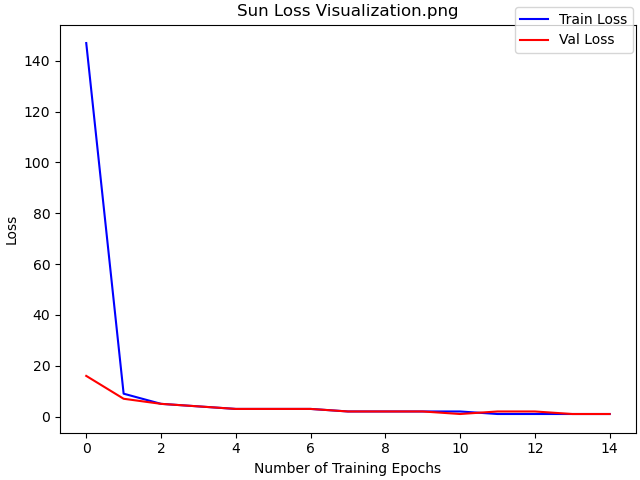 Sun Loss Visualization.png
Train Loss
Val Loss
140
120
100
80
60
40
20
0
Loss
0 2 4 6 8 10 12 14
Number of Training Epochs